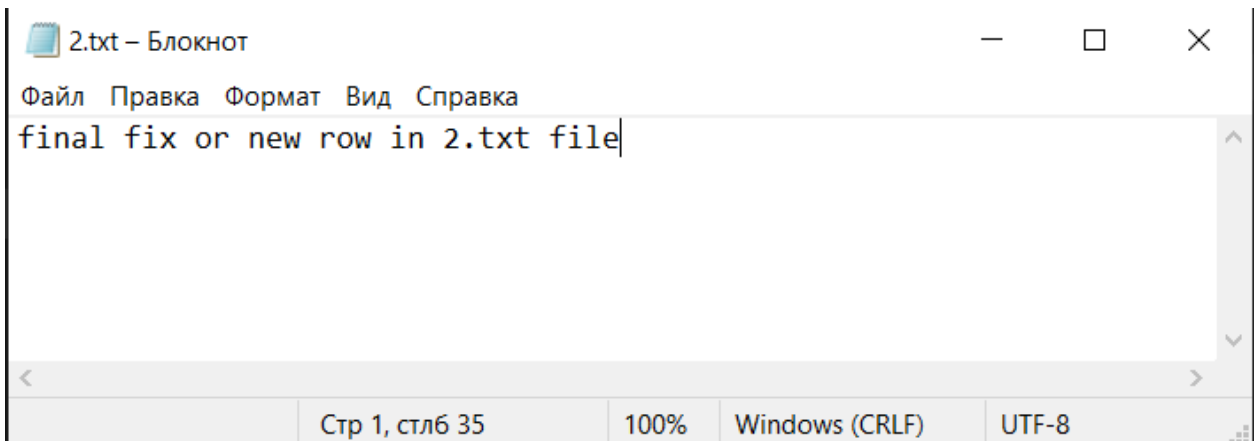 2.txt – Блокнот
Файл Правка Формат Вид Справка
final fix or new row in 2.txt file
Стр 1, стлб 35 100% Windows (CRLF) UTF-8